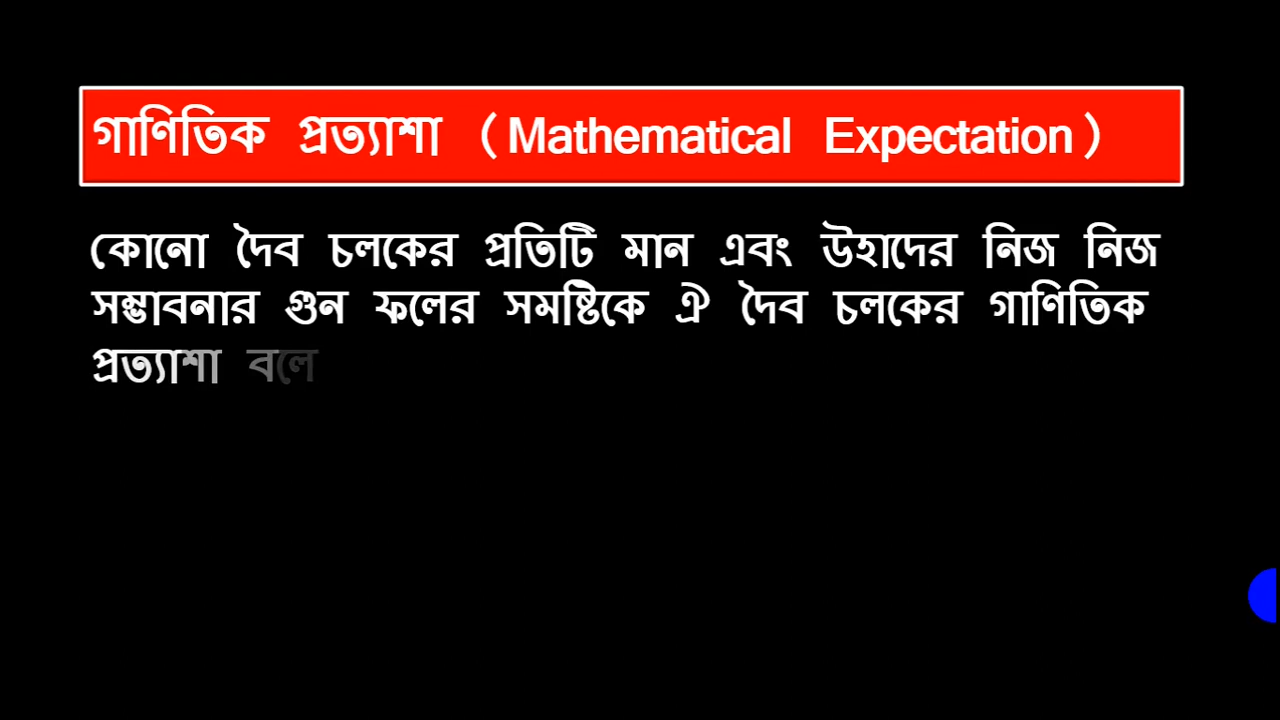 গাণিতিক প্রত্যাশা (Mathematical Expectation)
কোনো দৈব চলকের প্রতিটি মান এবং উহাদের নিজ নিজ
সম্ভাবনার গুন ফলের সমষ্টিকে ঐ দৈব চলকের গাণিতিক
প্রত্যাশা বলে